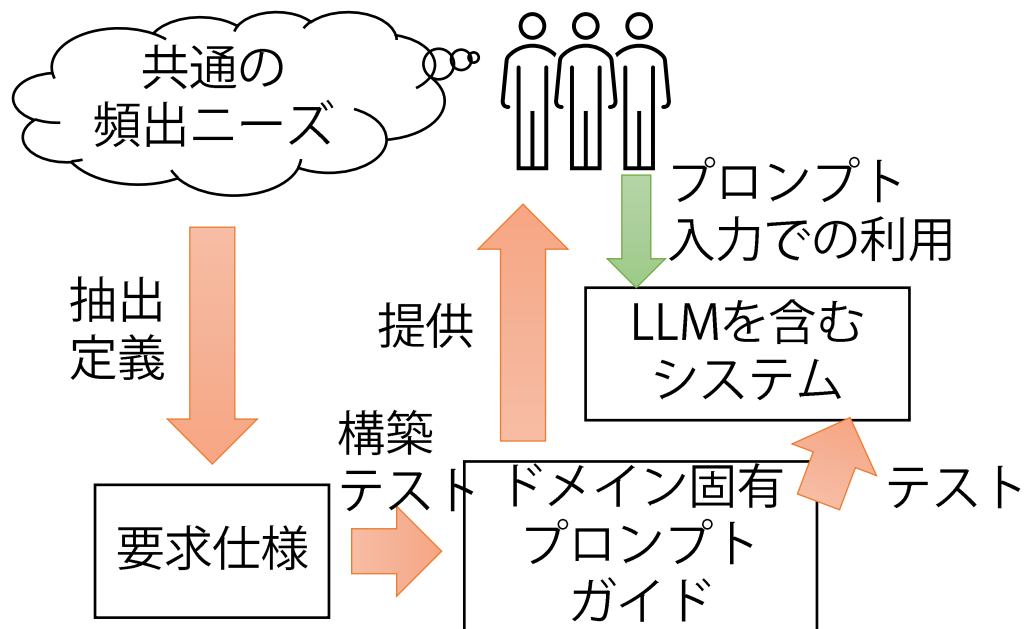 共通の
頻出ニーズ
プロンプト
入力での利用
抽出
定義
提供
LLMを含む
システム
構築
テスト
ドメイン固有
プロンプト
ガイド
テスト
要求仕様